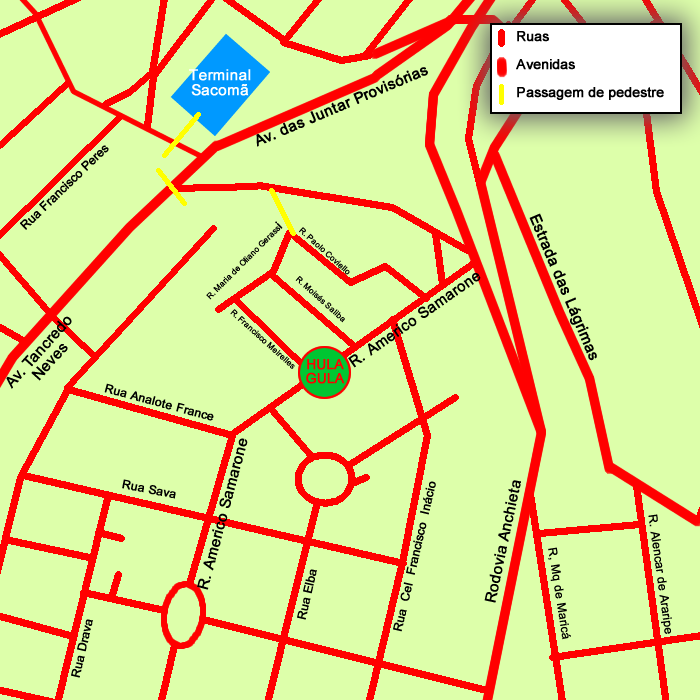 Ruas
Avenidas
Passagem de pedestre
Terminal
Sacomã
Av. das Juntar Provisórias
Rua Francisco Peres
R. Maria de Oliano Gerassi
R. Paolo Coviello
R. Moisés Saliba
R. Francisco Meirelles
R. Americo Samarone
Estrada das Lágrimas
Av. Tancredo
Neves
HULA
GULA
Rua Analote France
Rua Sava
R. Americo Samarone
Rua Elba
Rua Cel Francisco Inácio
Rodovia Anchieta
R, Mq de Maricá
R. Alencar de Araripe
Rua Drava